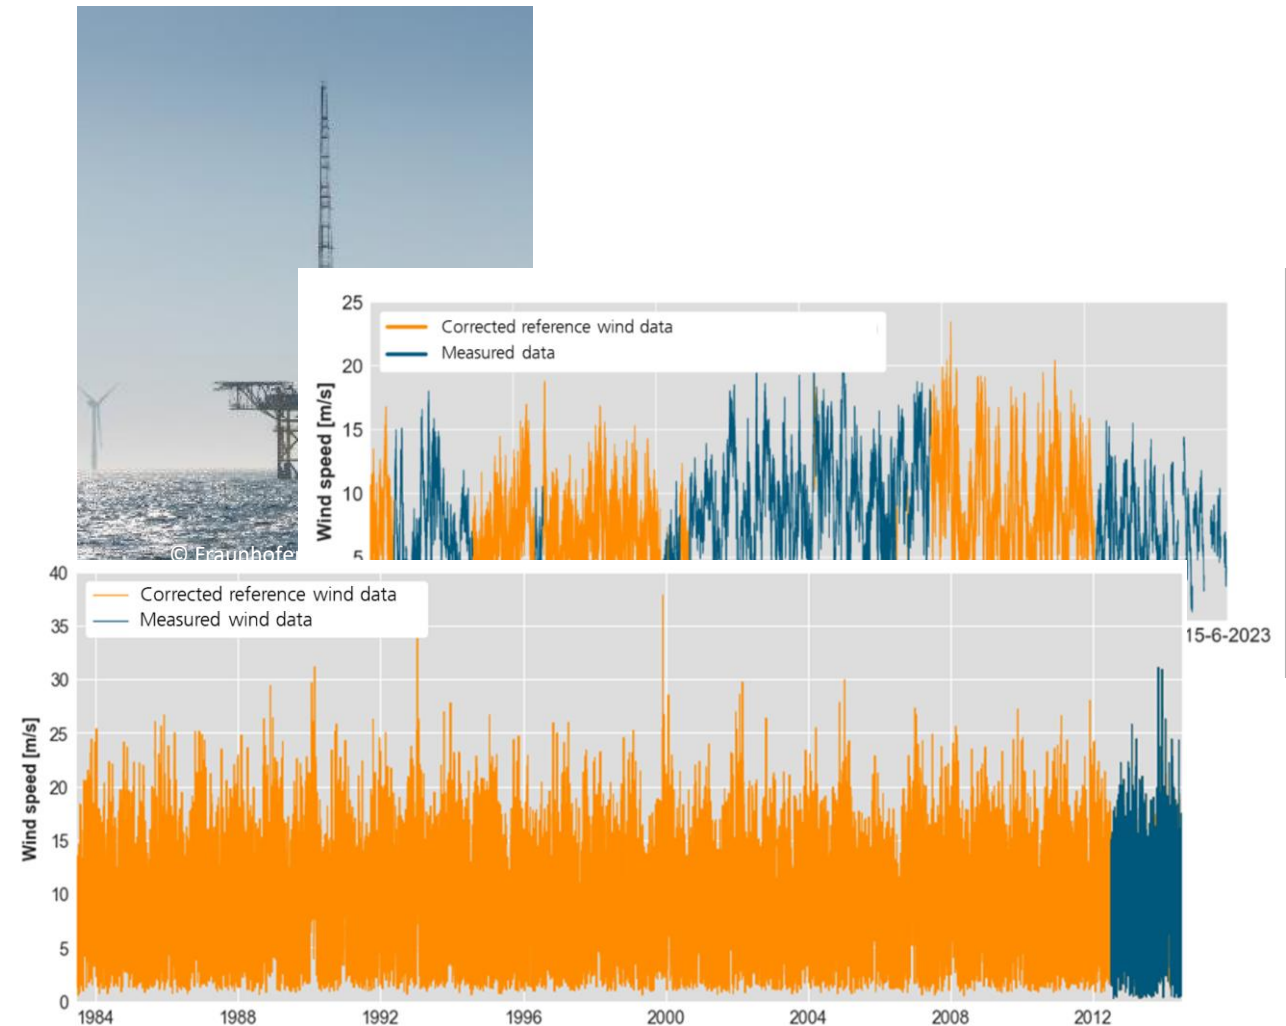 25
Corrected reference wind data
Measured data
20
15
10
5
Wind speed [m/s]
© Fraunhofer
15-6-2023
40
Corrected reference wind data
Measured wind data
35
30
25
20
15
10
5
0
Wind speed [m/s]
1984 1988 1992 1996 2000 2004 2008 2012